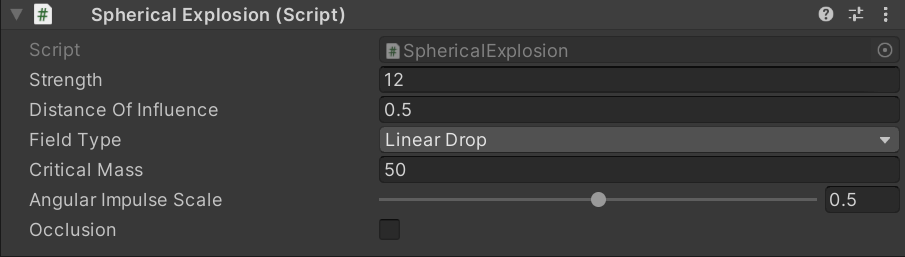 Spherical Explosion (Script)
Script # SphericalExplosion
Strength 12
Distance Of Influence 0.5
Field Type Linear Drop
Critical Mass 50
Angular Impulse Scale 0.5
Occlusion